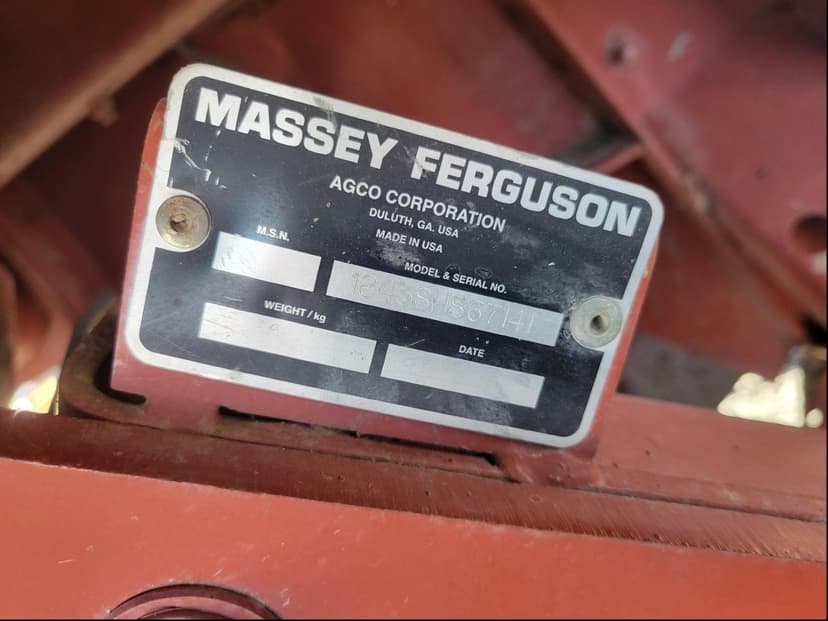 MASSEY FERGUSON
AGCO CORPORATION
DULUTH, GA. USA
MADE IN USA
M.S.N.
MODEL & SERIAL NO.
WEIGHT / kg
DATE